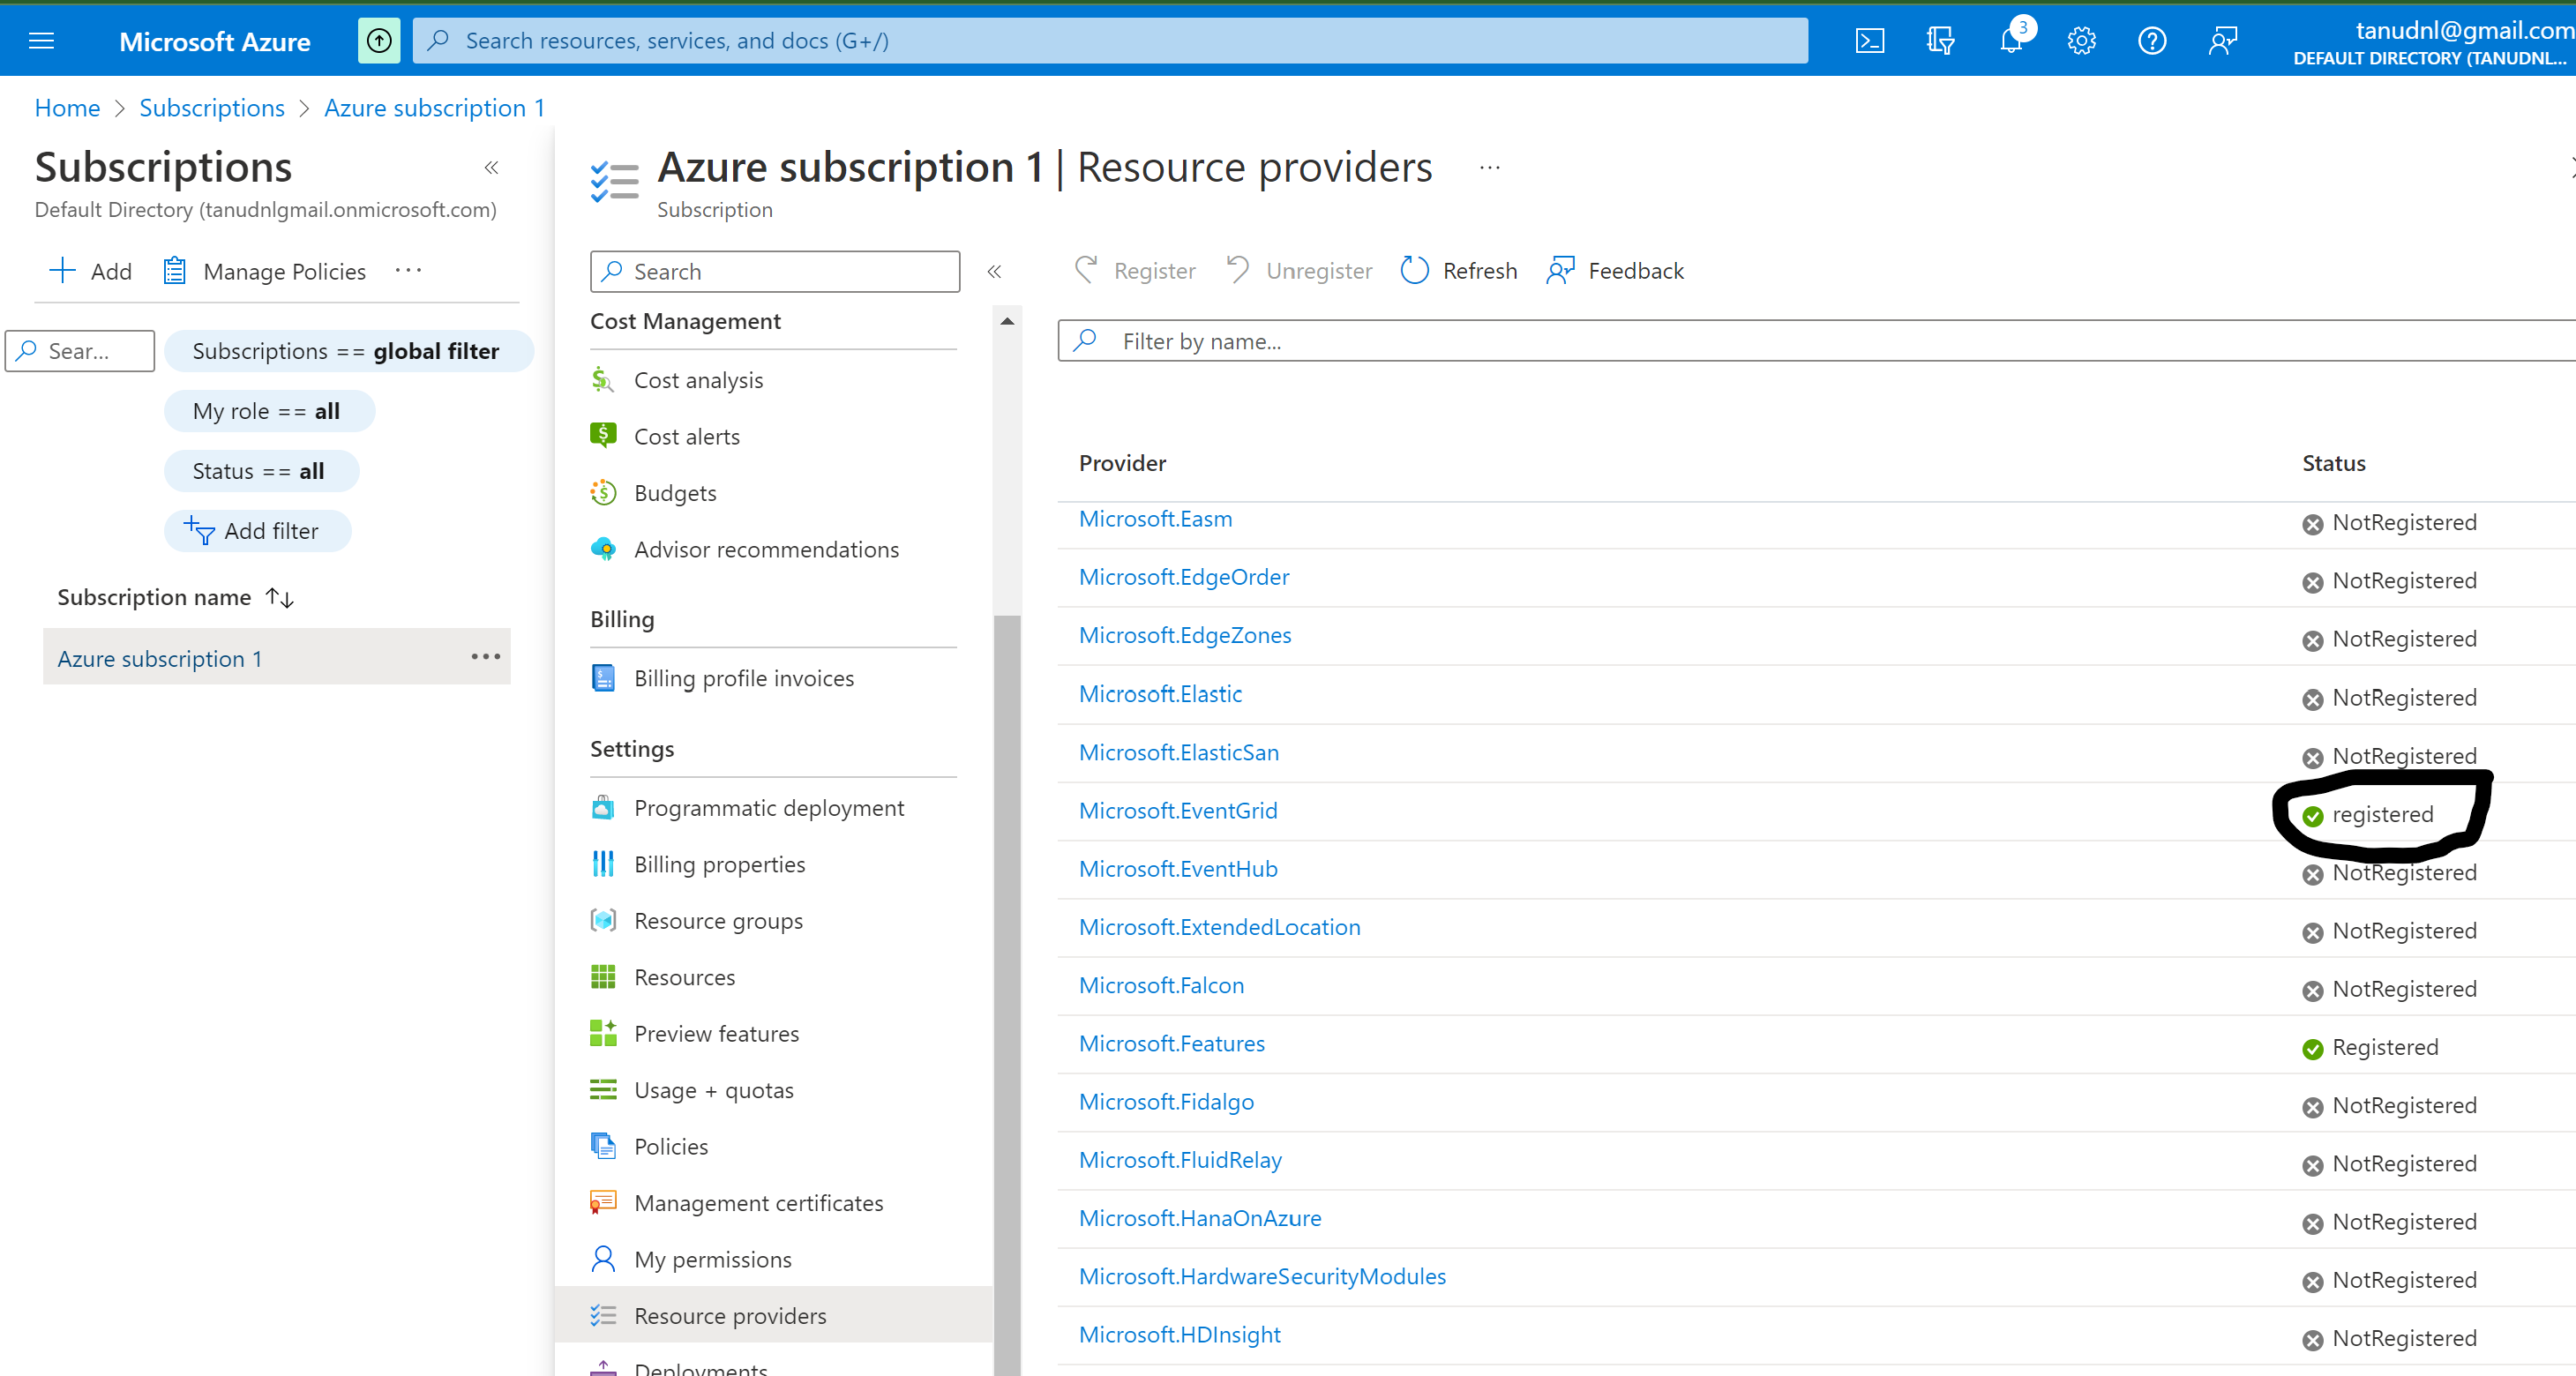 Microsoft Azure
Search resources, services, and docs (G+/)
3
tanudnl@gmail.com
DEFAULT DIRECTORY (TANUDNL...
Home > Subscriptions > Azure subscription 1
Subscriptions
Default Directory (tanudnlgmail.onmicrosoft.com)
Add
Manage Policies
Sear...
Subscriptions == global filter
My role == all
Status == all
Add filter
Subscription name
Azure subscription 1
Azure subscription 1 | Resource providers
Subscription
Search
Cost Management
Cost analysis
Cost alerts
Budgets
Advisor recommendations
Billing
Billing profile invoices
Settings
Programmatic deployment
Billing properties
Resource groups
Resources
Preview features
Usage + quotas
Policies
Management certificates
My permissions
Resource providers
Deployments
Register
Unregister
Refresh
Feedback
Filter by name...
Provider Status
Microsoft.Easm NotRegistered
Microsoft.EdgeOrder NotRegistered
Microsoft.EdgeZones NotRegistered
Microsoft.Elastic NotRegistered
Microsoft.ElasticSan NotRegistered
Microsoft.EventGrid registered
Microsoft.EventHub NotRegistered
Microsoft.ExtendedLocation NotRegistered
Microsoft.Falcon NotRegistered
Microsoft.Features Registered
Microsoft.Fidalgo NotRegistered
Microsoft.FluidRelay NotRegistered
Microsoft.HanaOnAzure NotRegistered
Microsoft.HardwareSecurityModules NotRegistered
Microsoft.HDInsight NotRegistered